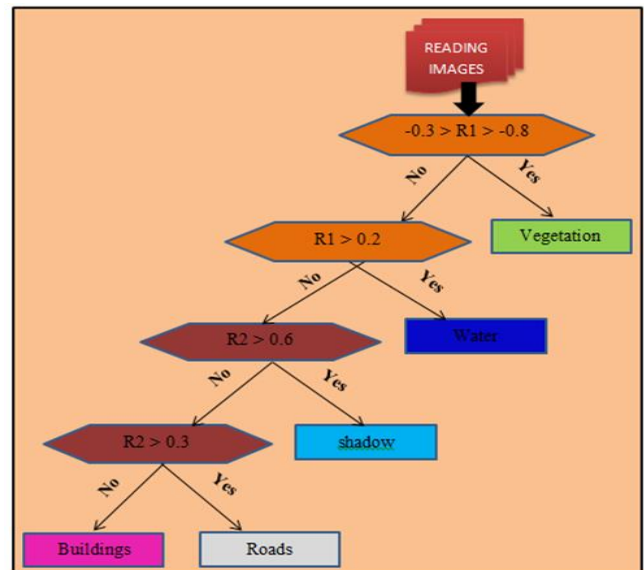 READING
IMAGES
-0.3 > R1 > -0.8
No
Yes
R1 > 0.2
Vegetation
No
Yes
R2 > 0.6
Water
No
Yes
R2 > 0.3
shadow
No
Yes
Buildings
Roads